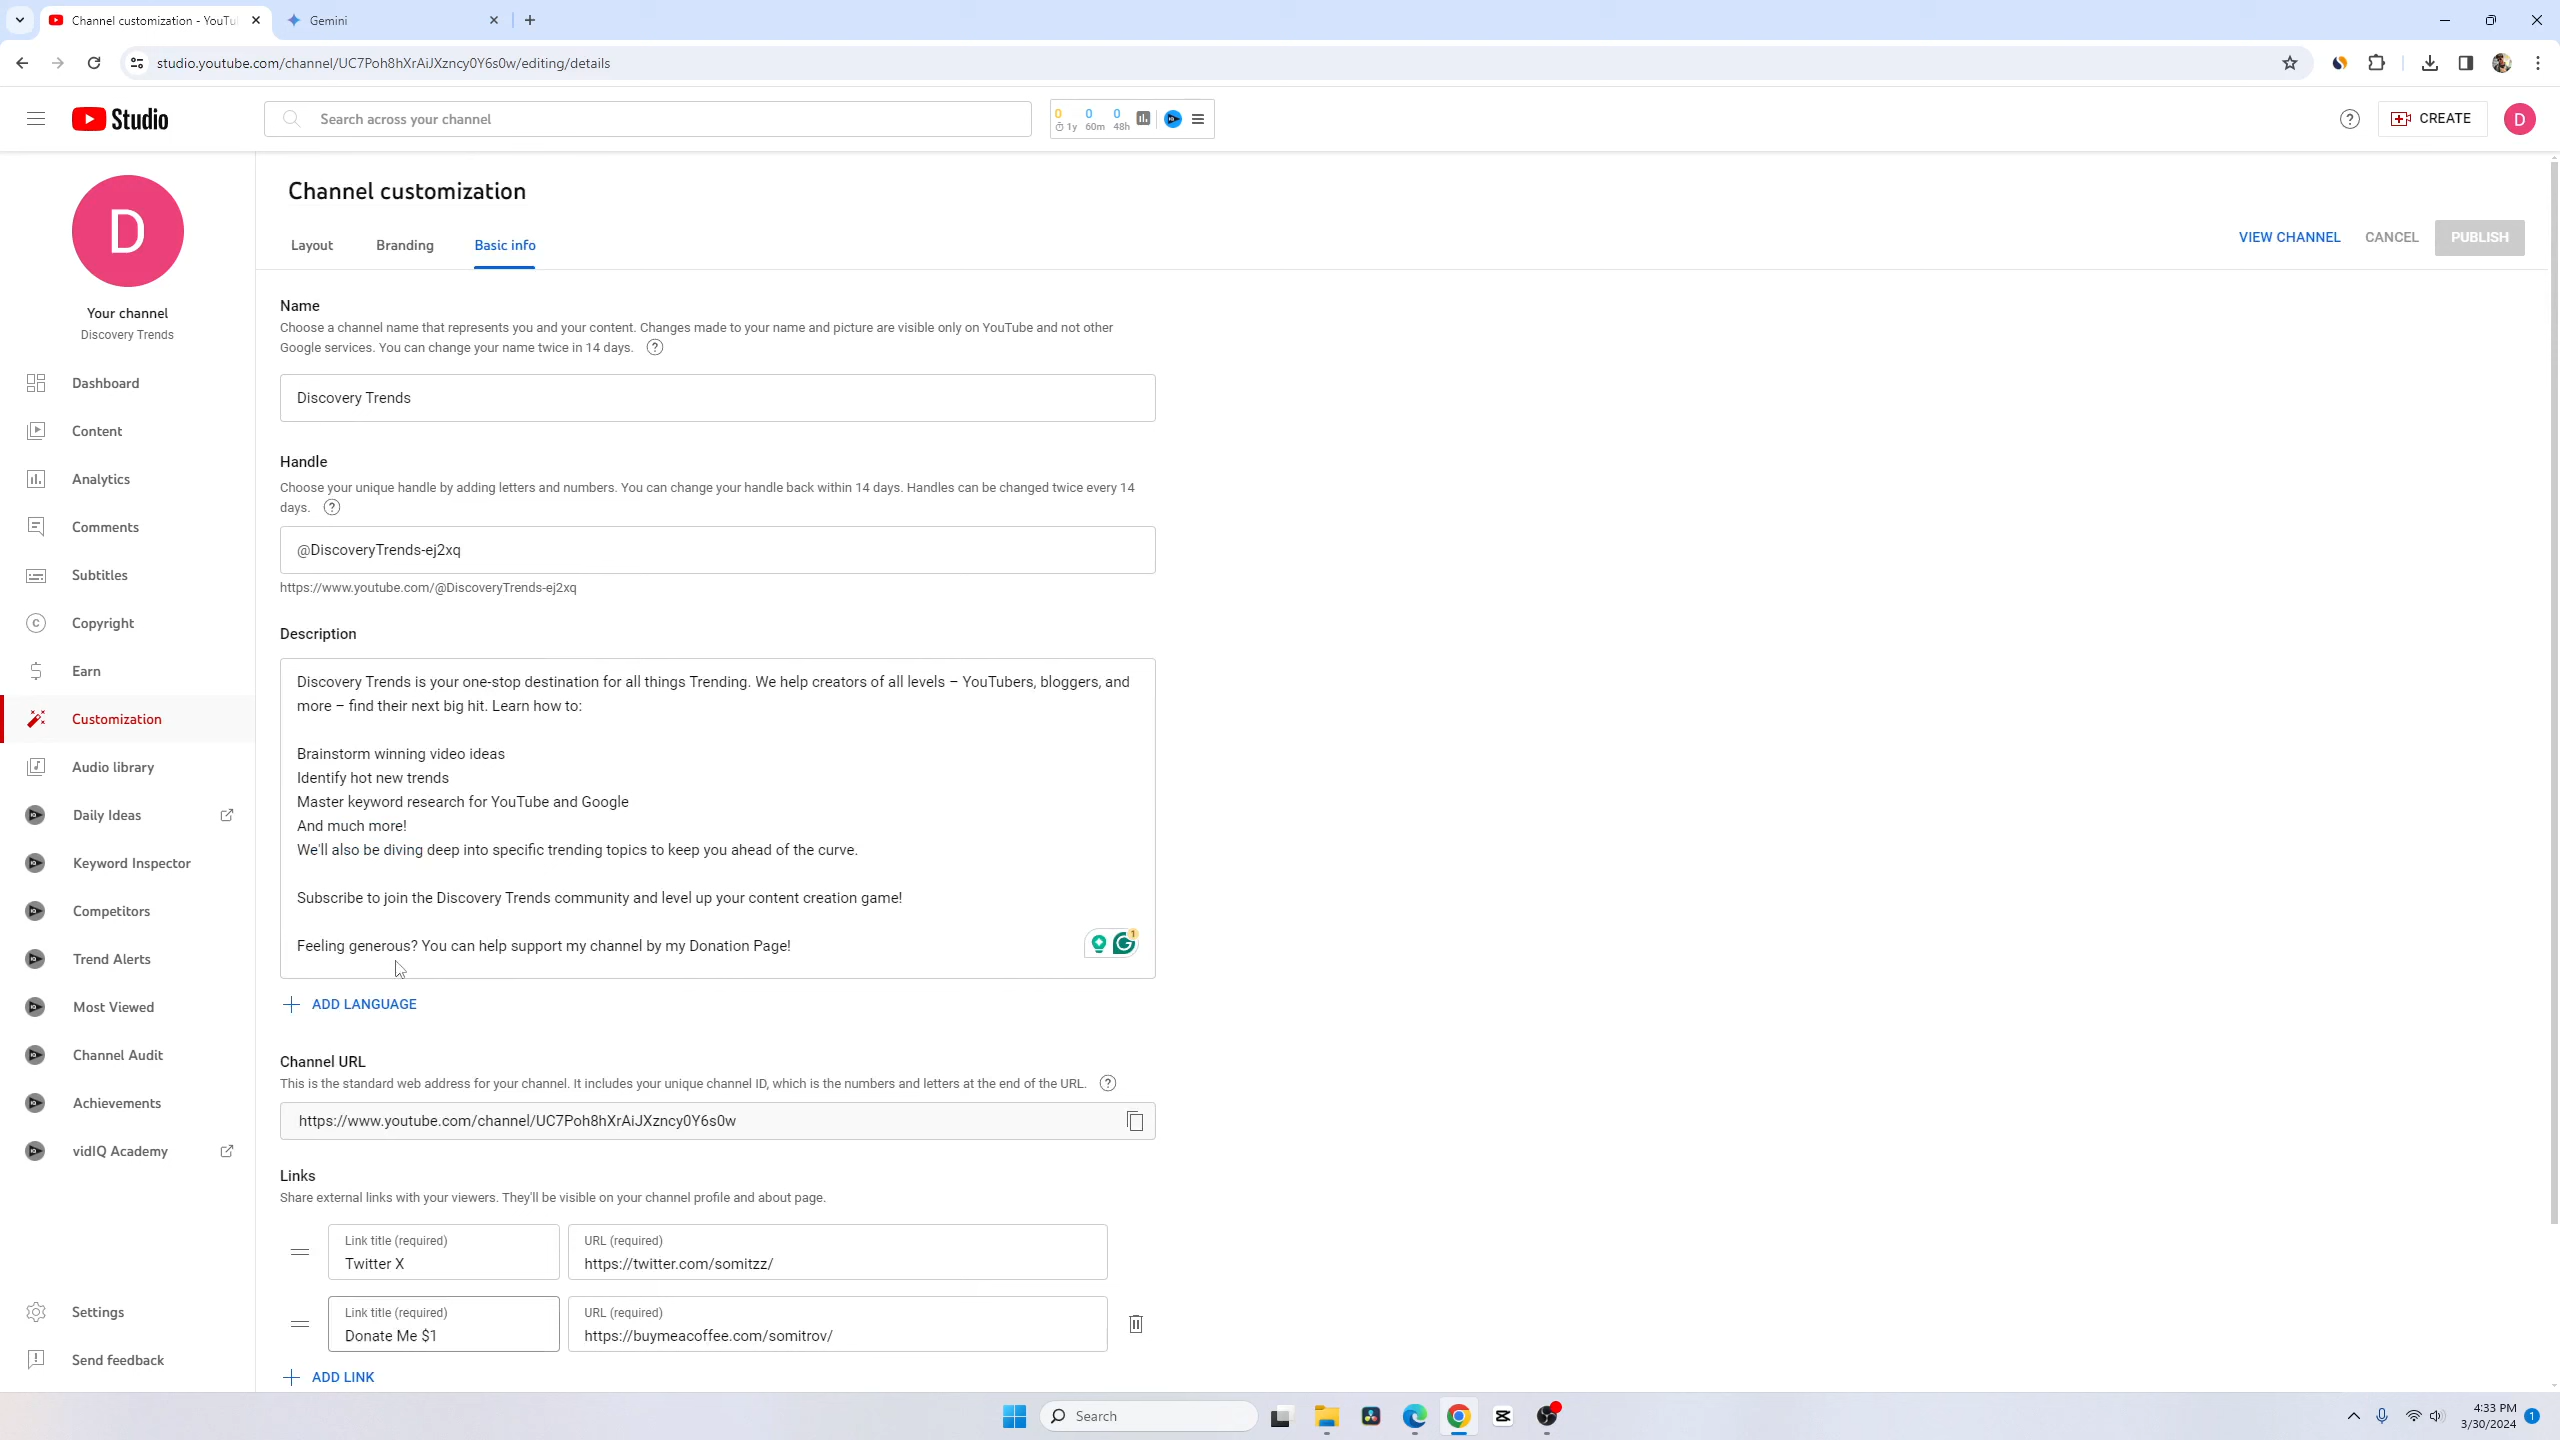 Channel customization - YouTu
Gemini
studio.youtube.com/channel/UC7Poh8hXrAiJXzncy0Y6s0w/editing/details
Studio
Search across your channel
0 0 0
1y 60m 48h
CREATE
D
D
Your channel
Discovery Trends
Dashboard
Content
Analytics
Comments
Subtitles
Copyright
Earn
Customization
Audio library
Daily Ideas
Keyword Inspector
Competitors
Trend Alerts
Most Viewed
Channel Audit
Achievements
vidIQ Academy
Settings
Send feedback
Channel customization
Layout Branding Basic info
VIEW CHANNEL CANCEL PUBLISH
Name
Choose a channel name that represents you and your content. Changes made to your name and picture are visible only on YouTube and not other
Google services. You can change your name twice in 14 days.
Discovery Trends
Handle
Choose your unique handle by adding letters and numbers. You can change your handle back within 14 days. Handles can be changed twice every 14
days.
@DiscoveryTrends-ej2xq
https://www.youtube.com/@DiscoveryTrends-ej2xq
Description
Discovery Trends is your one-stop destination for all things Trending. We help creators of all levels – YouTubers, bloggers, and
more – find their next big hit. Learn how to:
Brainstorm winning video ideas
Identify hot new trends
Master keyword research for YouTube and Google
And much more!
We'll also be diving deep into specific trending topics to keep you ahead of the curve.
Subscribe to join the Discovery Trends community and level up your content creation game!
Feeling generous? You can help support my channel by my Donation Page!
1
ADD LANGUAGE
Channel URL
This is the standard web address for your channel. It includes your unique channel ID, which is the numbers and letters at the end of the URL.
https://www.youtube.com/channel/UC7Poh8hXrAiJXzncy0Y6s0w
Links
Share external links with your viewers. They'll be visible on your channel profile and about page.
Link title (required) URL (required)
Twitter X https://twitter.com/somitzz/
Link title (required) URL (required)
Donate Me $1 https://buymeacoffee.com/somitrov/
ADD LINK
Search
4:33 PM
3/30/2024
1